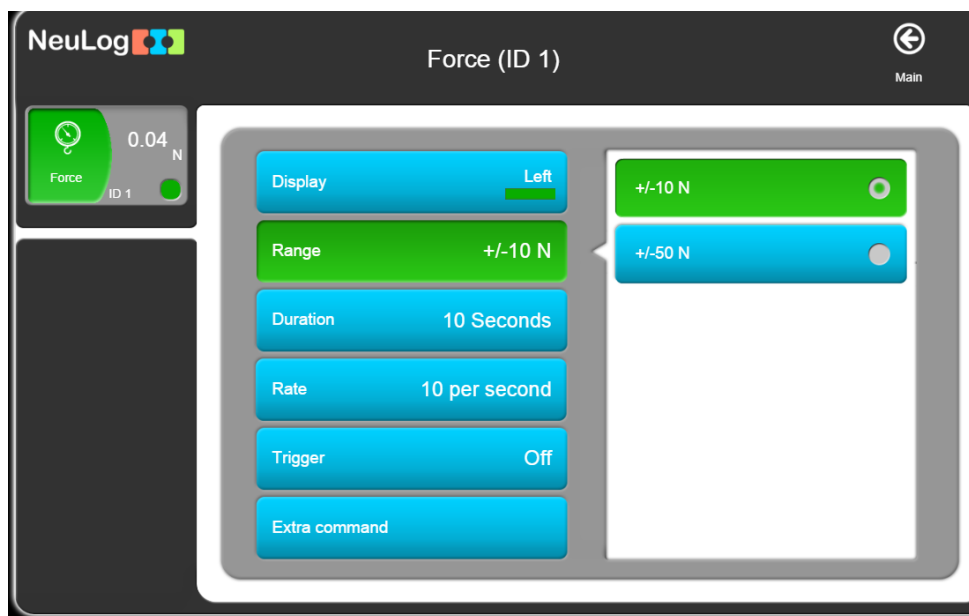 NeuLog
Force (ID 1)
Main
0.04 N
Force
ID 1
Display Left
Range +/-10 N
Duration 10 Seconds
Rate 10 per second
Trigger Off
Extra command
+/-10 N
+/-50 N